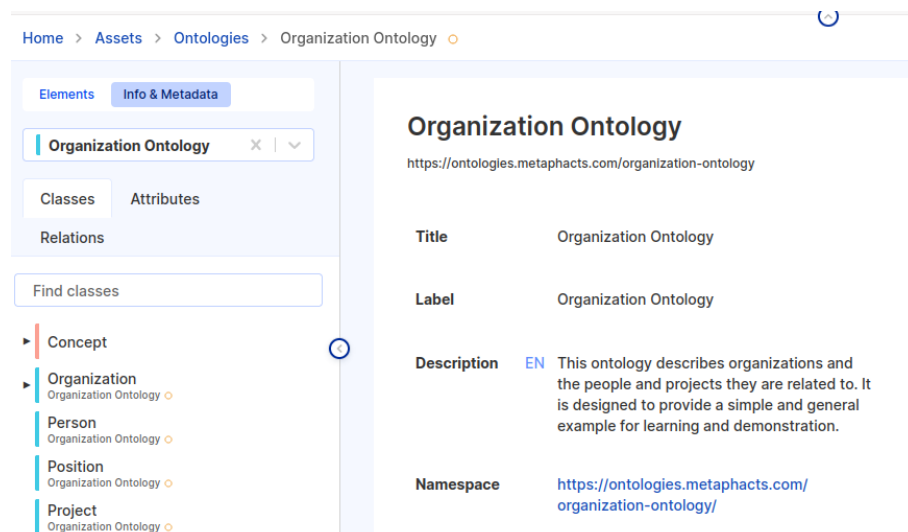 Home > Assets > Ontologies > Organization Ontology
Elements Info & Metadata
Organization Ontology
Classes Attributes
Relations
Find classes
Concept
Organization
Organization Ontology
Person
Organization Ontology
Position
Organization Ontology
Project
Organization Ontology
Organization Ontology
https://ontologies.metaphacts.com/organization-ontology
Title Organization Ontology
Label Organization Ontology
Description EN This ontology describes organizations and
the people and projects they are related to. It
is designed to provide a simple and general
example for learning and demonstration.
Namespace https://ontologies.metaphacts.com/
organization-ontology/